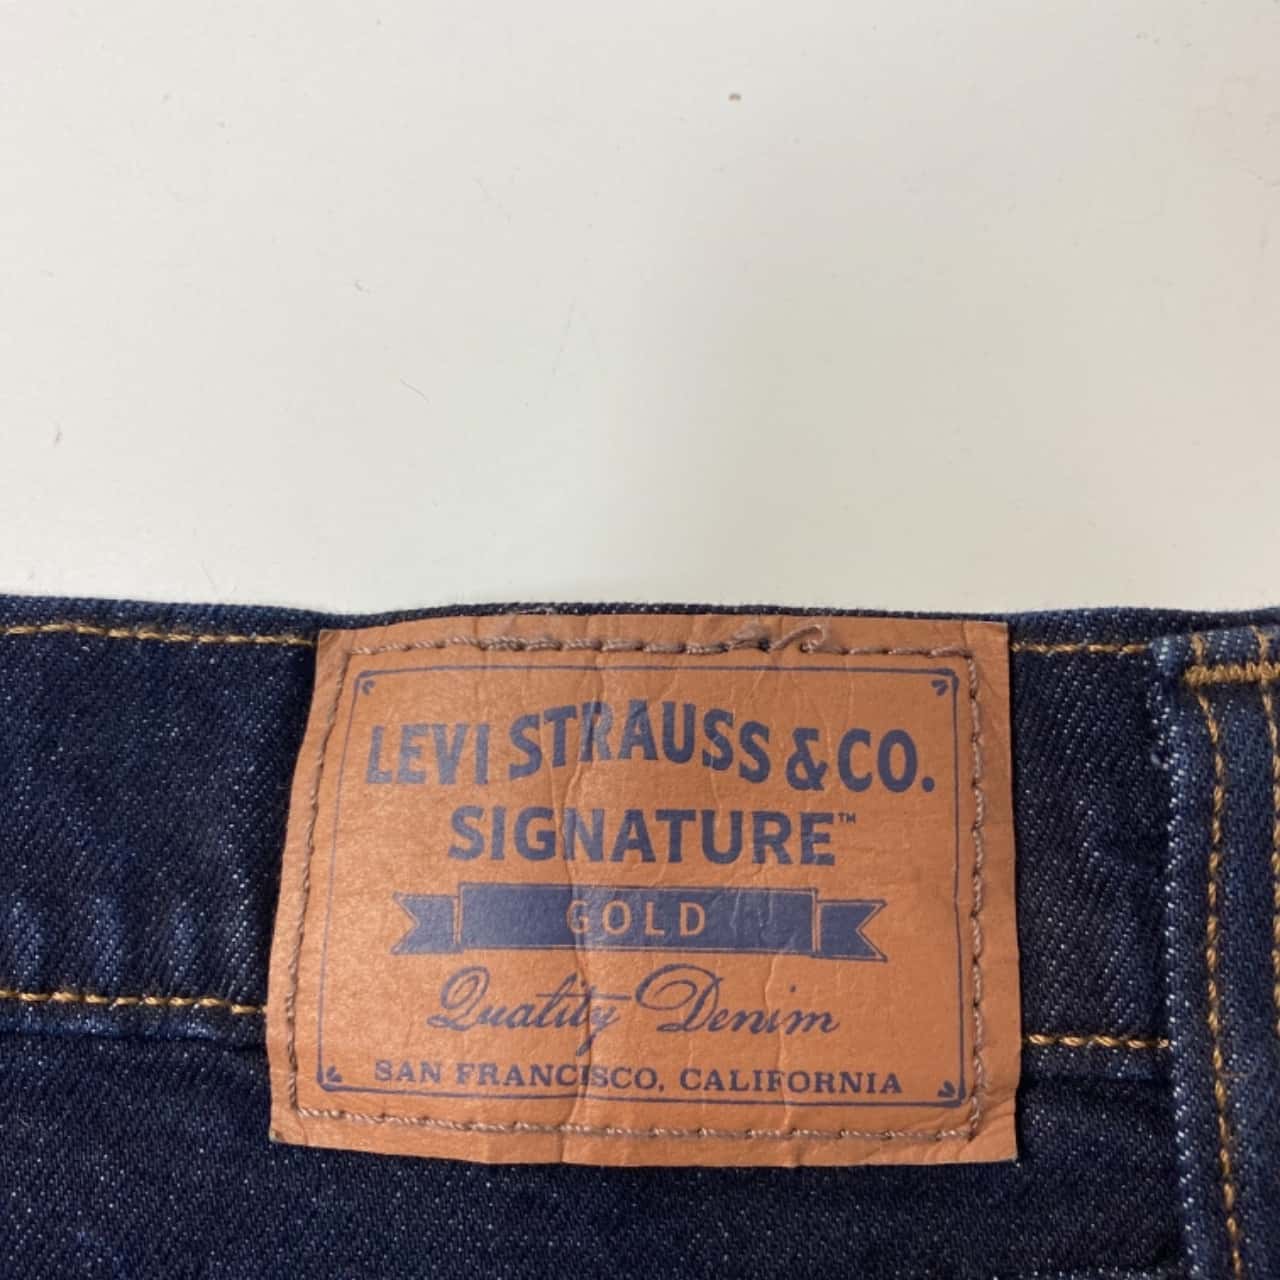 LEVI STRAUSS & CO.
SIGNATURE™
GOLD
Quality Denim
SAN FRANCISCO, CALIFORNIA